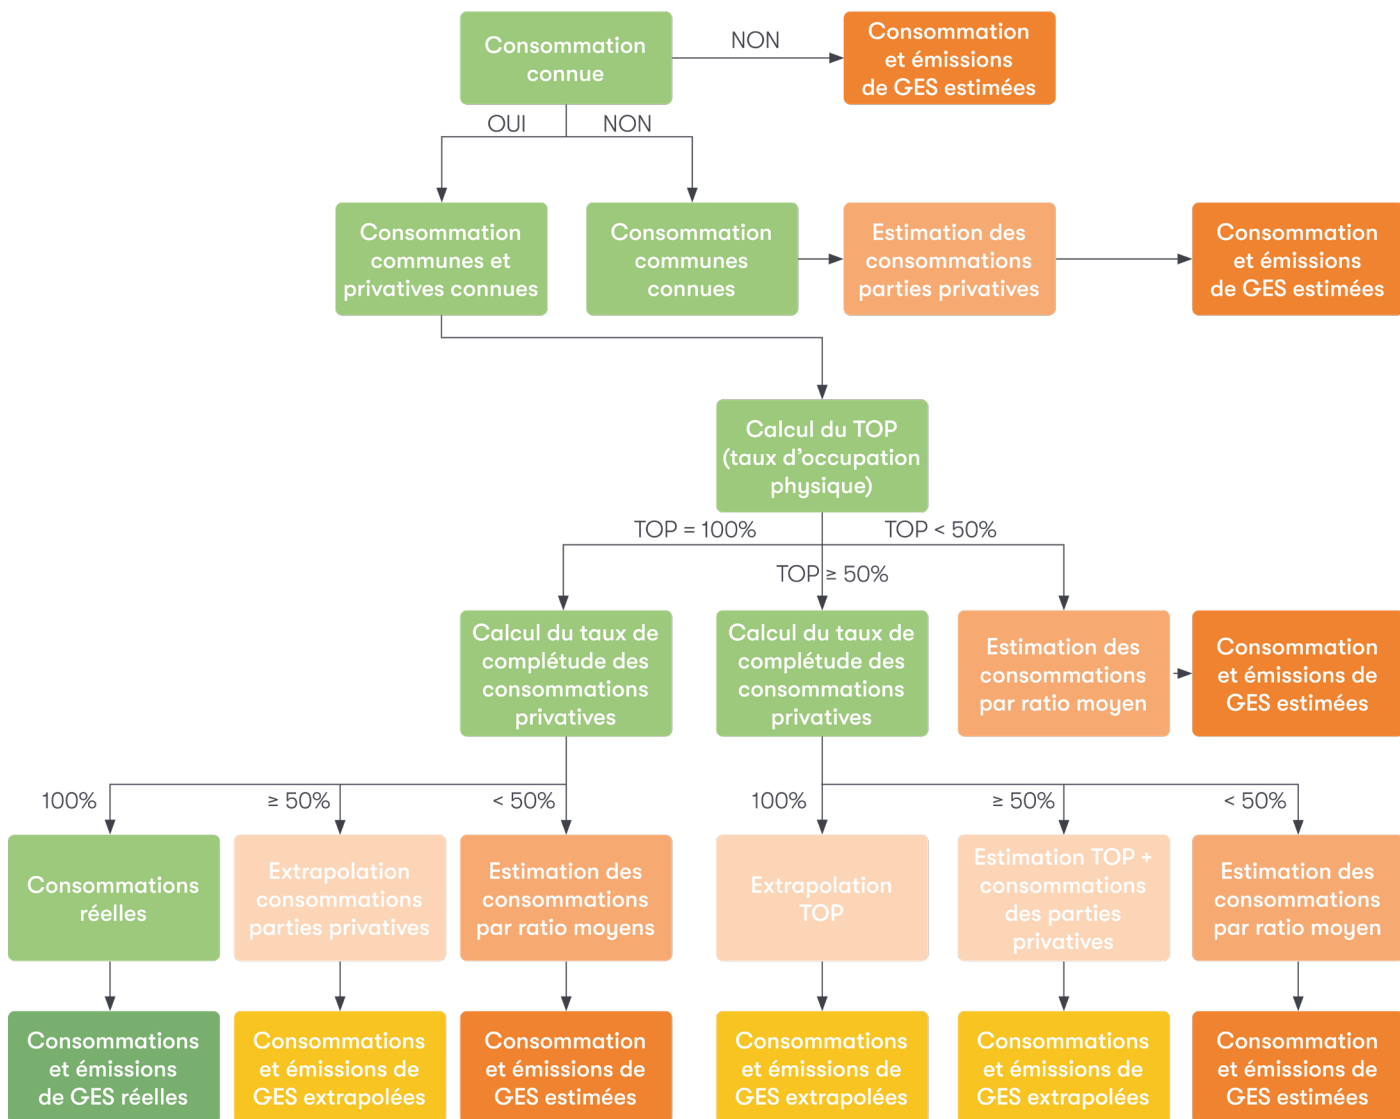 Consommation
connue
NON
Consommation
et émissions
de GES estimées
OUI
NON
Consommation
communes et
privatives connues
Consommation
communes
connues
Estimation des
consommations
parties privatives
Consommation
et émissions
de GES estimées
Calcul du TOP
(taux d'occupation
physique)
TOP = 100%
TOP < 50%
TOP ≥ 50%
Calcul du taux de
complétude des
consommations
privatives
Calcul du taux de
complétude des
consommations
privatives
Estimation des
consommations
par ratio moyen
Consommation
et émissions de
GES estimées
100%
≥ 50%
< 50%
100%
≥ 50%
< 50%
Consommations
réelles
Extrapolation
consommations
parties privatives
Estimation des
consommations
par ratio moyens
Extrapolation
TOP
Estimation TOP +
consommations
des parties
privatives
Estimation des
consommations
par ratio moyen
Consommations
et émissions
de GES réelles
Consommations
et émissions de
GES extrapolées
Consommation
et émissions de
GES estimées
Consommations
et émissions de
GES extrapolées
Consommations
et émissions de
GES extrapolées
Consommation
et émissions de
GES estimées